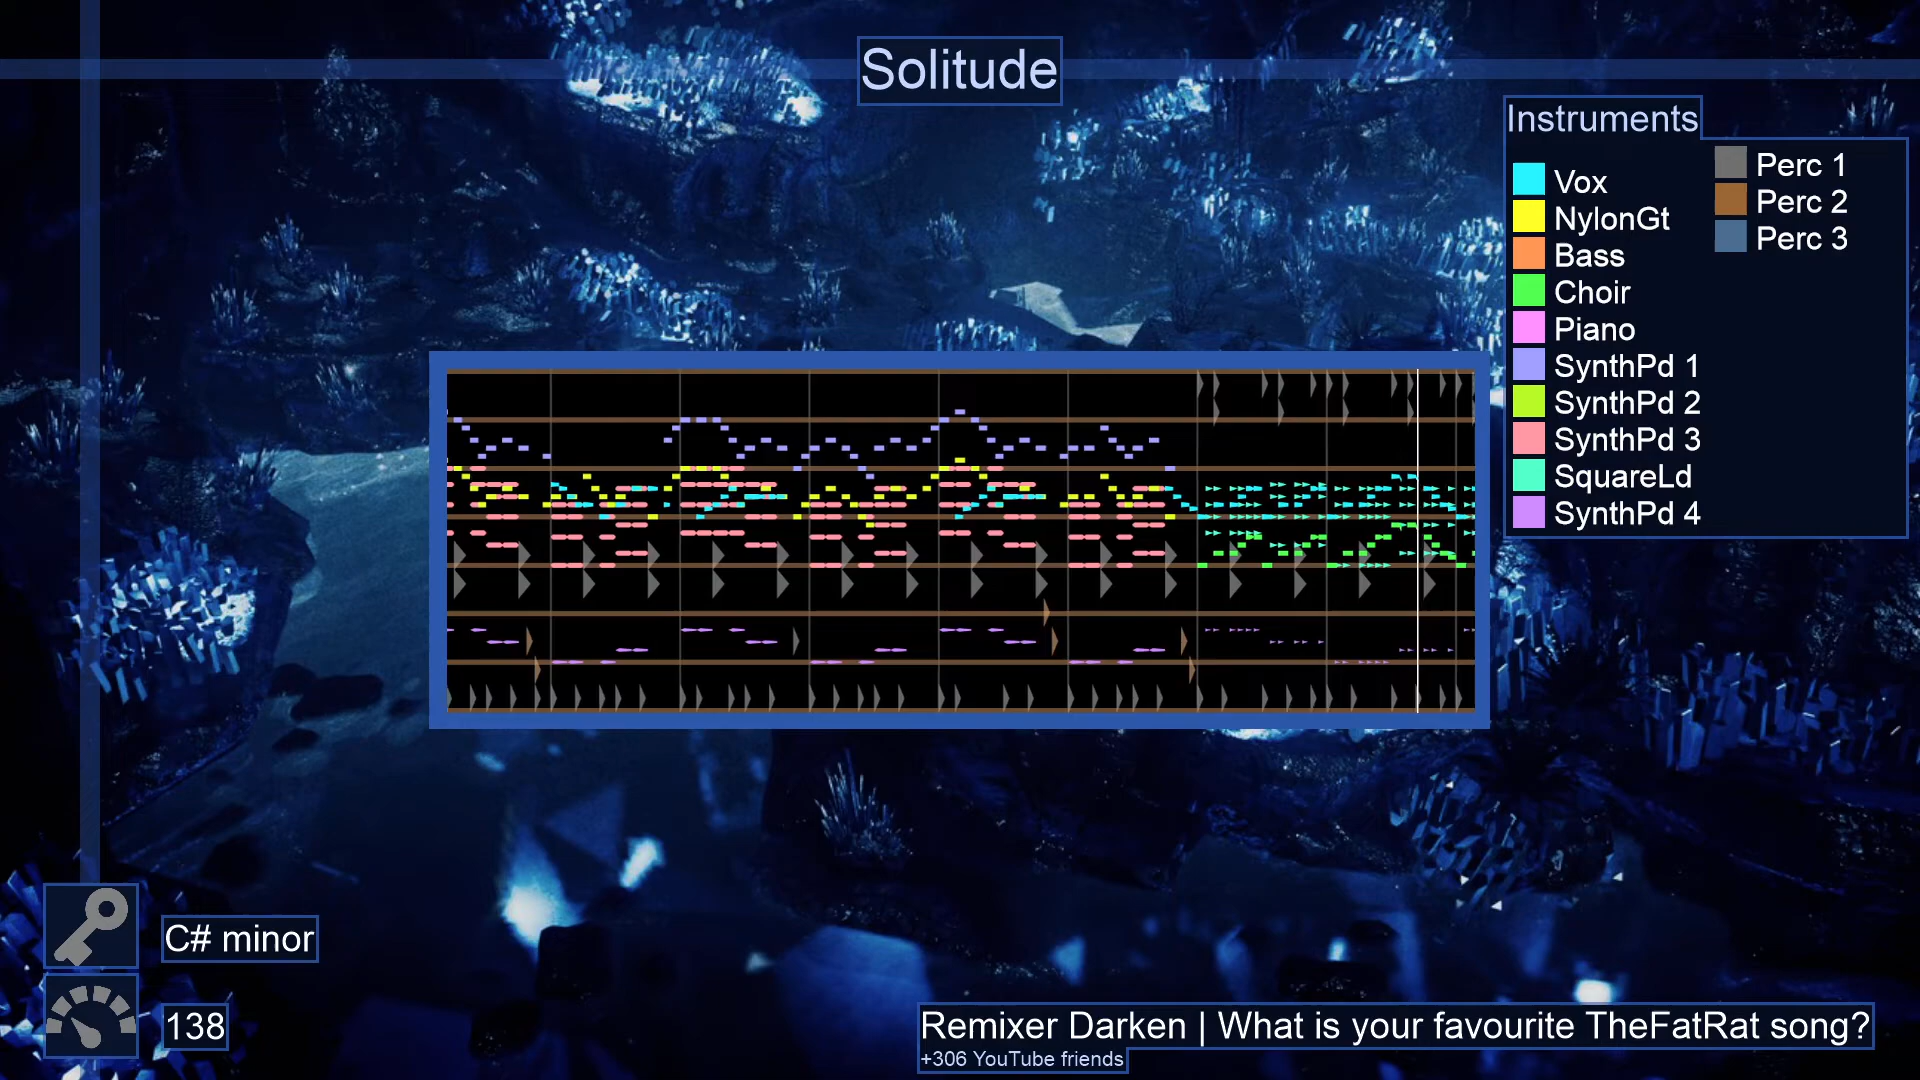 Solitude
Instruments
Vox
NylonGt
Bass
Choir
Piano
SynthPd 1
SynthPd 2
SynthPd 3
SquareLd
SynthPd 4
Perc 1
Perc 2
Perc 3
C# minor
138
Remixer Darken | What is your favourite TheFatRat song?
+306 YouTube friends